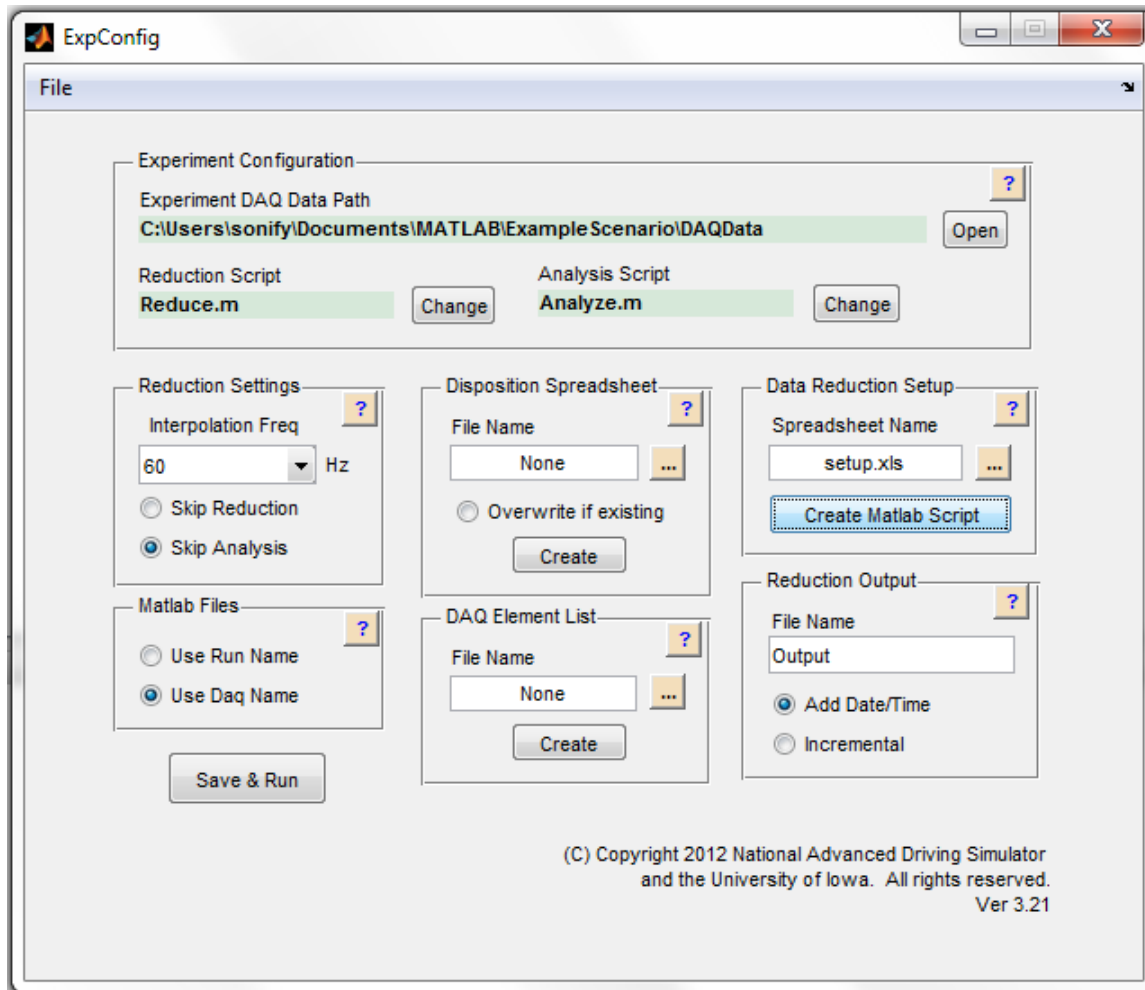 ExpConfig
File
Experiment Configuration
?
Experiment DAQ Data Path
C:\Users\sonify\Documents\MATLAB\ExampleScenario\DAQData
Open
Reduction Script
Reduce.m
Change
Analysis Script
Analyze.m
Change
Reduction Settings
?
Interpolation Freq
60 Hz
Skip Reduction
Skip Analysis
Matlab Files
?
Use Run Name
Use Daq Name
Save & Run
Disposition Spreadsheet
?
File Name
None ...
Overwrite if existing
Create
DAQ Element List
?
File Name
None ...
Create
Data Reduction Setup
?
Spreadsheet Name
setup.xls ...
Create Matlab Script
Reduction Output
?
File Name
Output
Add Date/Time
Incremental
(C) Copyright 2012 National Advanced Driving Simulator
and the University of Iowa.  All rights reserved.
Ver 3.21